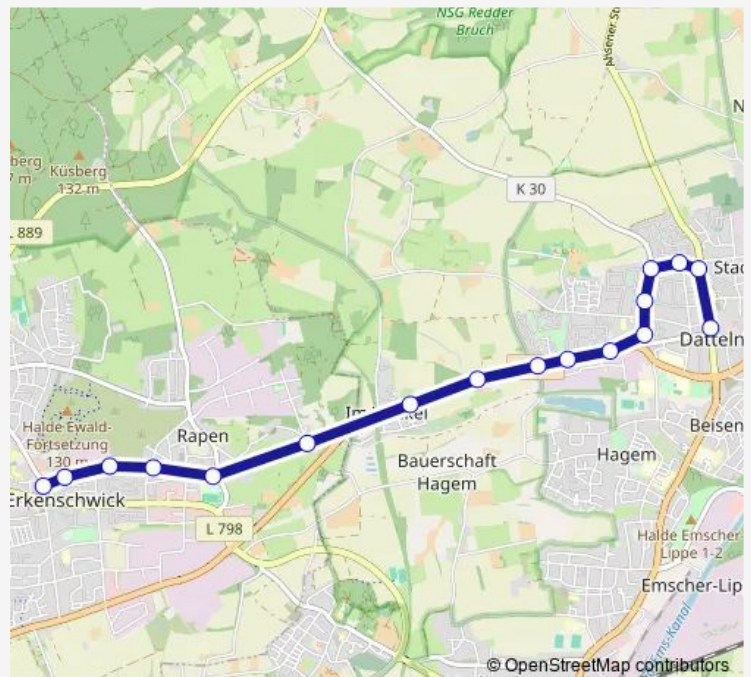 NSG Redder
Bruch
K 30
Küsberg
132 m
889
Datteln
Rapen
Halde Ewald-
Fortsetzung
130 m
Erkenschwick
Bauerschaft
Hagem
Hagem
Beisen
L 798
Halde Emscher-
Lippe 1-2
Emscher-Lip
© OpenStreetMap contributors